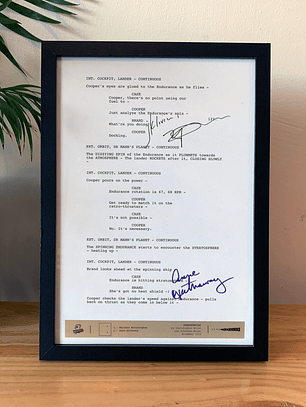 INT. COCKPIT, LANDER - CONTINUOUS
Cooper's eyes are glued to the Endurance as he flies -
CASE
Cooper, there's no point using our
fuel to -
COOPER
Just analyse the Endurance's spin -
BRAND
What're you doing
COOPER
Docking.
EXT. ORBIT, DR MANN'S PLANET - CONTINUOUS
The DRIFTING bits of the Endurance as it PLUMMETS towards
the ATMOSPHERE - The lander ROCKETS after it, CLOSING SLOWLY
INT. COCKPIT, LANDER - CONTINUOUS
Cooper pours on the power -
CASE
Endurance rotation is 67, 68 RPM -
COOPER
Get ready to match it on the
retro-thrusters -
CASE
It's not possible -
COOPER
No. It's necessary.
EXT. ORBIT, DR MANN'S PLANET - CONTINUOUS
The SPINNING ENDURANCE starts to encounter the STRATOSPHERE
- heating up -
INT. COCKPIT, LANDER - CONTINUOUS
Brand looks ahead at the spinning ship
CASE
Endurance is hitting
BRAND
She's got no heat shield
Anne
Hathaway
Cooper checks the lander's speed against Endurance - pulls
back on thrust as they come in below it -